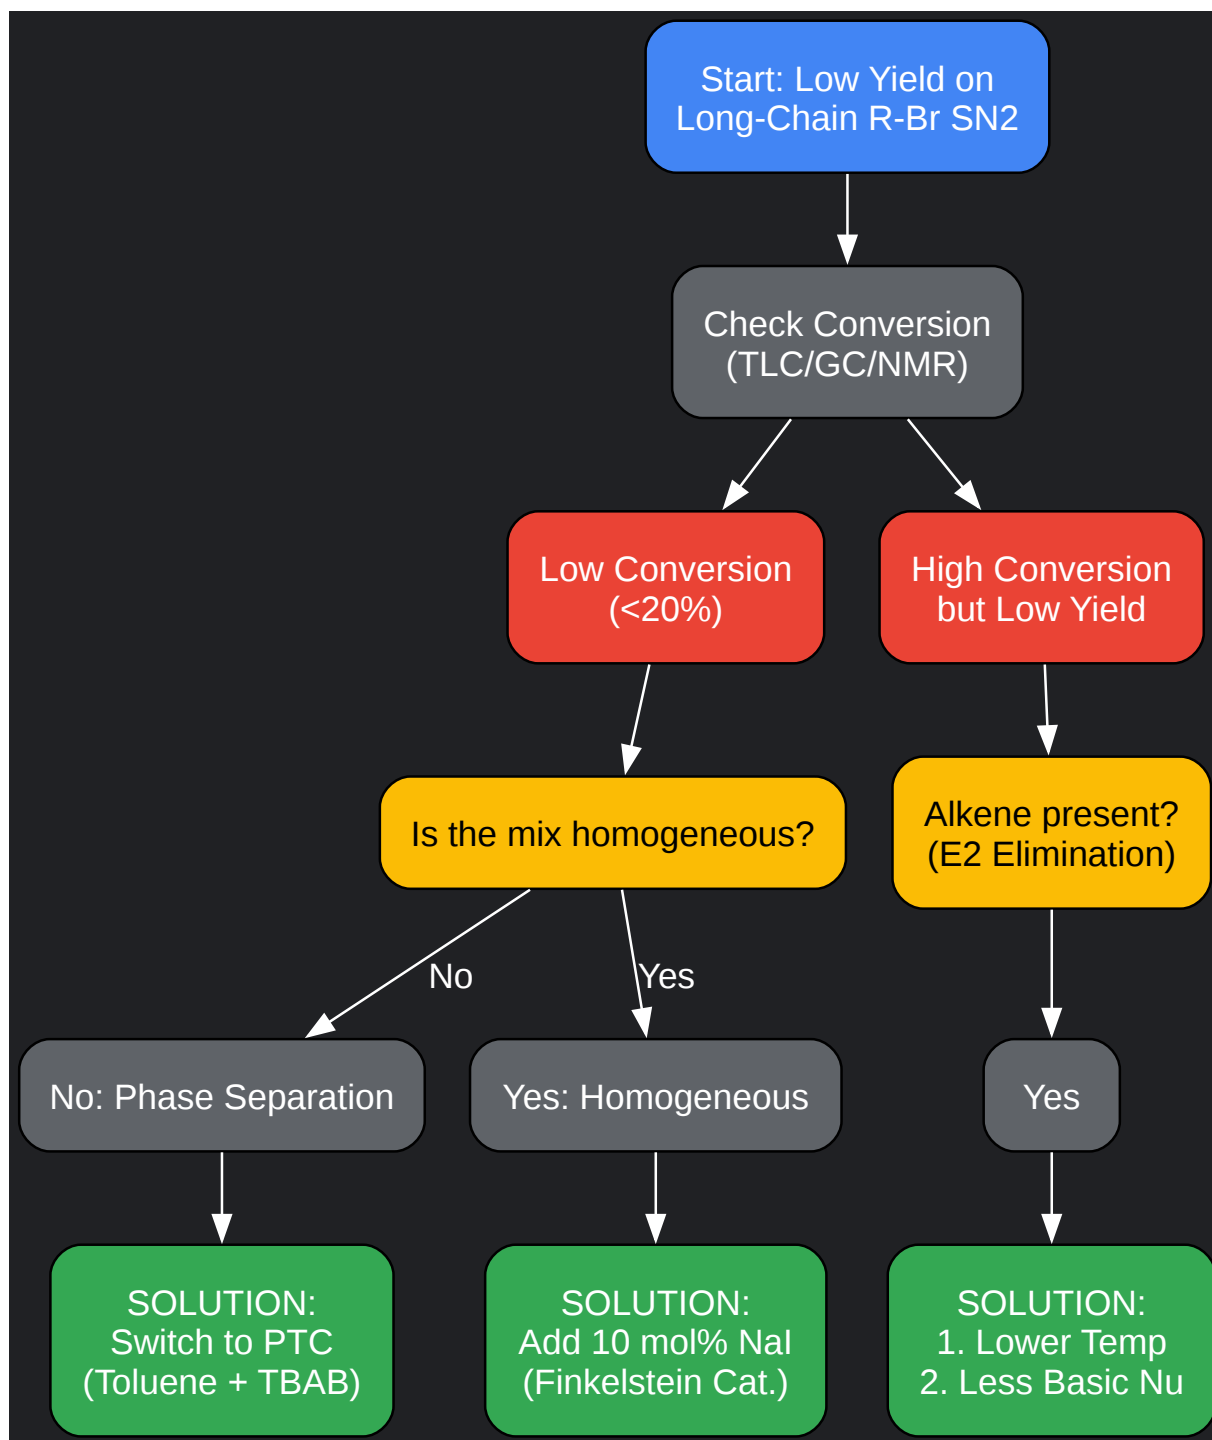 Start: Low Yield on
Long-Chain R-Br SN2
Check Conversion
(TLC/GC/NMR)
Low Conversion
(<20%)
High Conversion
but Low Yield
Is the mix homogeneous?
Alkene present?
(E2 Elimination)
No
Yes
No: Phase Separation
Yes: Homogeneous
Yes
SOLUTION:
Switch to PTC
(Toluene + TBAB)
SOLUTION:
Add 10 mol% NaI
(Finkelstein Cat.)
SOLUTION:
1. Lower Temp
2. Less Basic Nu